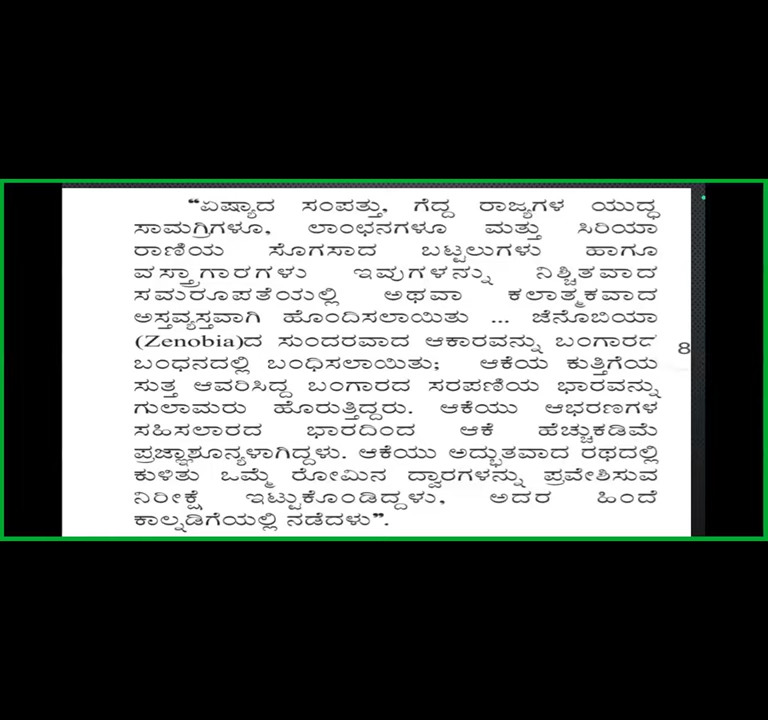 “ಏಷ್ಯಾದ ಸಂಪತ್ತು, ಗೆದ್ದ ರಾಜ್ಯಗಳ ಯುದ್ಧ
ಸಾಮಗ್ರಿಗಳೂ, ಲಾಂಛನಗಳೂ ಮತ್ತು ಸಿರಿಯಾ
ರಾಣಿಯ ಸೊಗಸಾದ ಬಟ್ಟಲುಗಳು ಹಾಗೂ
ವಸ್ತ್ರಾಗಾರಗಳು ಇವುಗಳನ್ನು ನಿಶ್ಚಿತವಾದ
ಸಮರೂಪತೆಯಲ್ಲಿ ಅಥವಾ ಕಲಾತ್ಮಕವಾದ
ಅಸ್ತವ್ಯಸ್ತವಾಗಿ ಹೊಂದಿಸಲಾಯಿತು ... ಜೆನೊಬಿಯಾ
(Zenobia)ದ ಸುಂದರವಾದ ಆಕಾರವನ್ನು ಬಂಗಾರದ 8
ಬಂಧನದಲ್ಲಿ ಬಂಧಿಸಲಾಯಿತು; ಆಕೆಯ ಕುತ್ತಿಗೆಯ
ಸುತ್ತ ಆವರಿಸಿದ್ದ ಬಂಗಾರದ ಸರಪಣಿಯ ಭಾರವನ್ನು
ಗುಲಾಮರು ಹೊರುತ್ತಿದ್ದರು. ಆಕೆಯು ಆಭರಣಗಳ
ಸಹಿಸಲಾರದ ಭಾರದಿಂದ ಆಕೆ ಹೆಚ್ಚುಕಡಿಮೆ
ಪ್ರಜ್ಞಾಶೂನ್ಯಳಾಗಿದ್ದಳು. ಆಕೆಯು ಅದ್ಭುತವಾದ ರಥದಲ್ಲಿ
ಕುಳಿತು ಒಮ್ಮೆ ರೋಮಿನ ದ್ವಾರಗಳನ್ನು ಪ್ರವೇಶಿಸುವ
ನಿರೀಕ್ಷೆ ಇಟ್ಟುಕೊಂಡಿದ್ದಳು, ಅದರ ಹಿಂದೆ
ಕಾಲ್ನಡಿಗೆಯಲ್ಲಿ ನಡೆದಳು”.